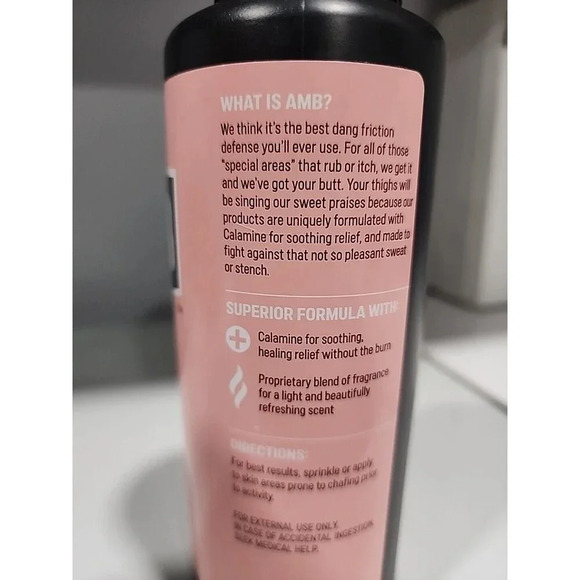 WHAT IS AMB?
We think it's the best dang friction
defense you'll ever use. For all of those
"special areas" that rub or itch, we get it
and we've got your butt. Your thighs will
be singing our sweet praises because our
products are uniquely formulated with
Calamine for soothing relief, and made to
fight against that not so pleasant sweat
or stench.
SUPERIOR FORMULA WITH:
Calamine for soothing,
healing relief without the burn
Proprietary blend of fragrance
for a light and beautifully
refreshing scent
DIRECTIONS:
For best results, sprinkle or apply
to skin areas prone to chafing prior
to activity.
FOR EXTERNAL USE ONLY.
IN CASE OF ACCIDENTAL INGESTION,
SEEK MEDICAL HELP.